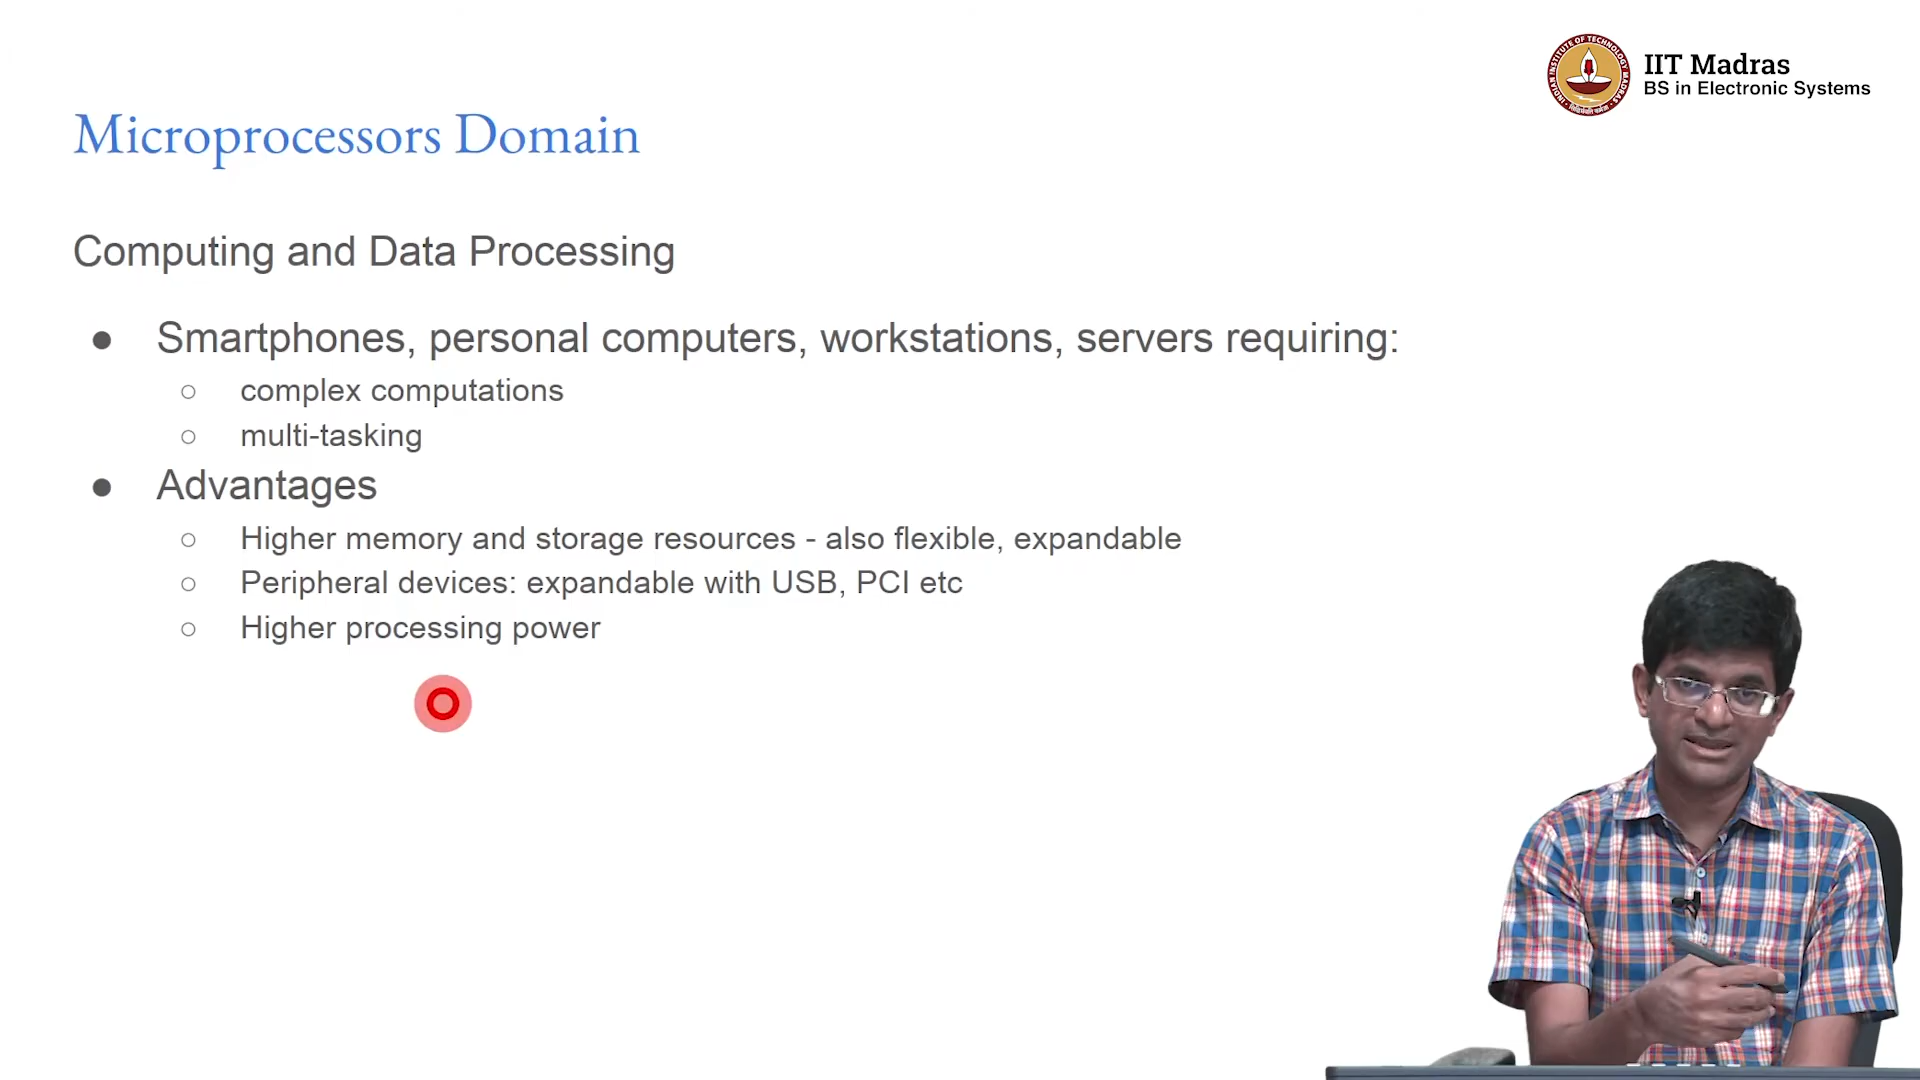 IIT Madras
BS in Electronic Systems
Microprocessors Domain
Computing and Data Processing
● Smartphones, personal computers, workstations, servers requiring:
○ complex computations
○ multi-tasking
● Advantages
○ Higher memory and storage resources - also flexible, expandable
○ Peripheral devices: expandable with USB, PCI etc
○ Higher processing power